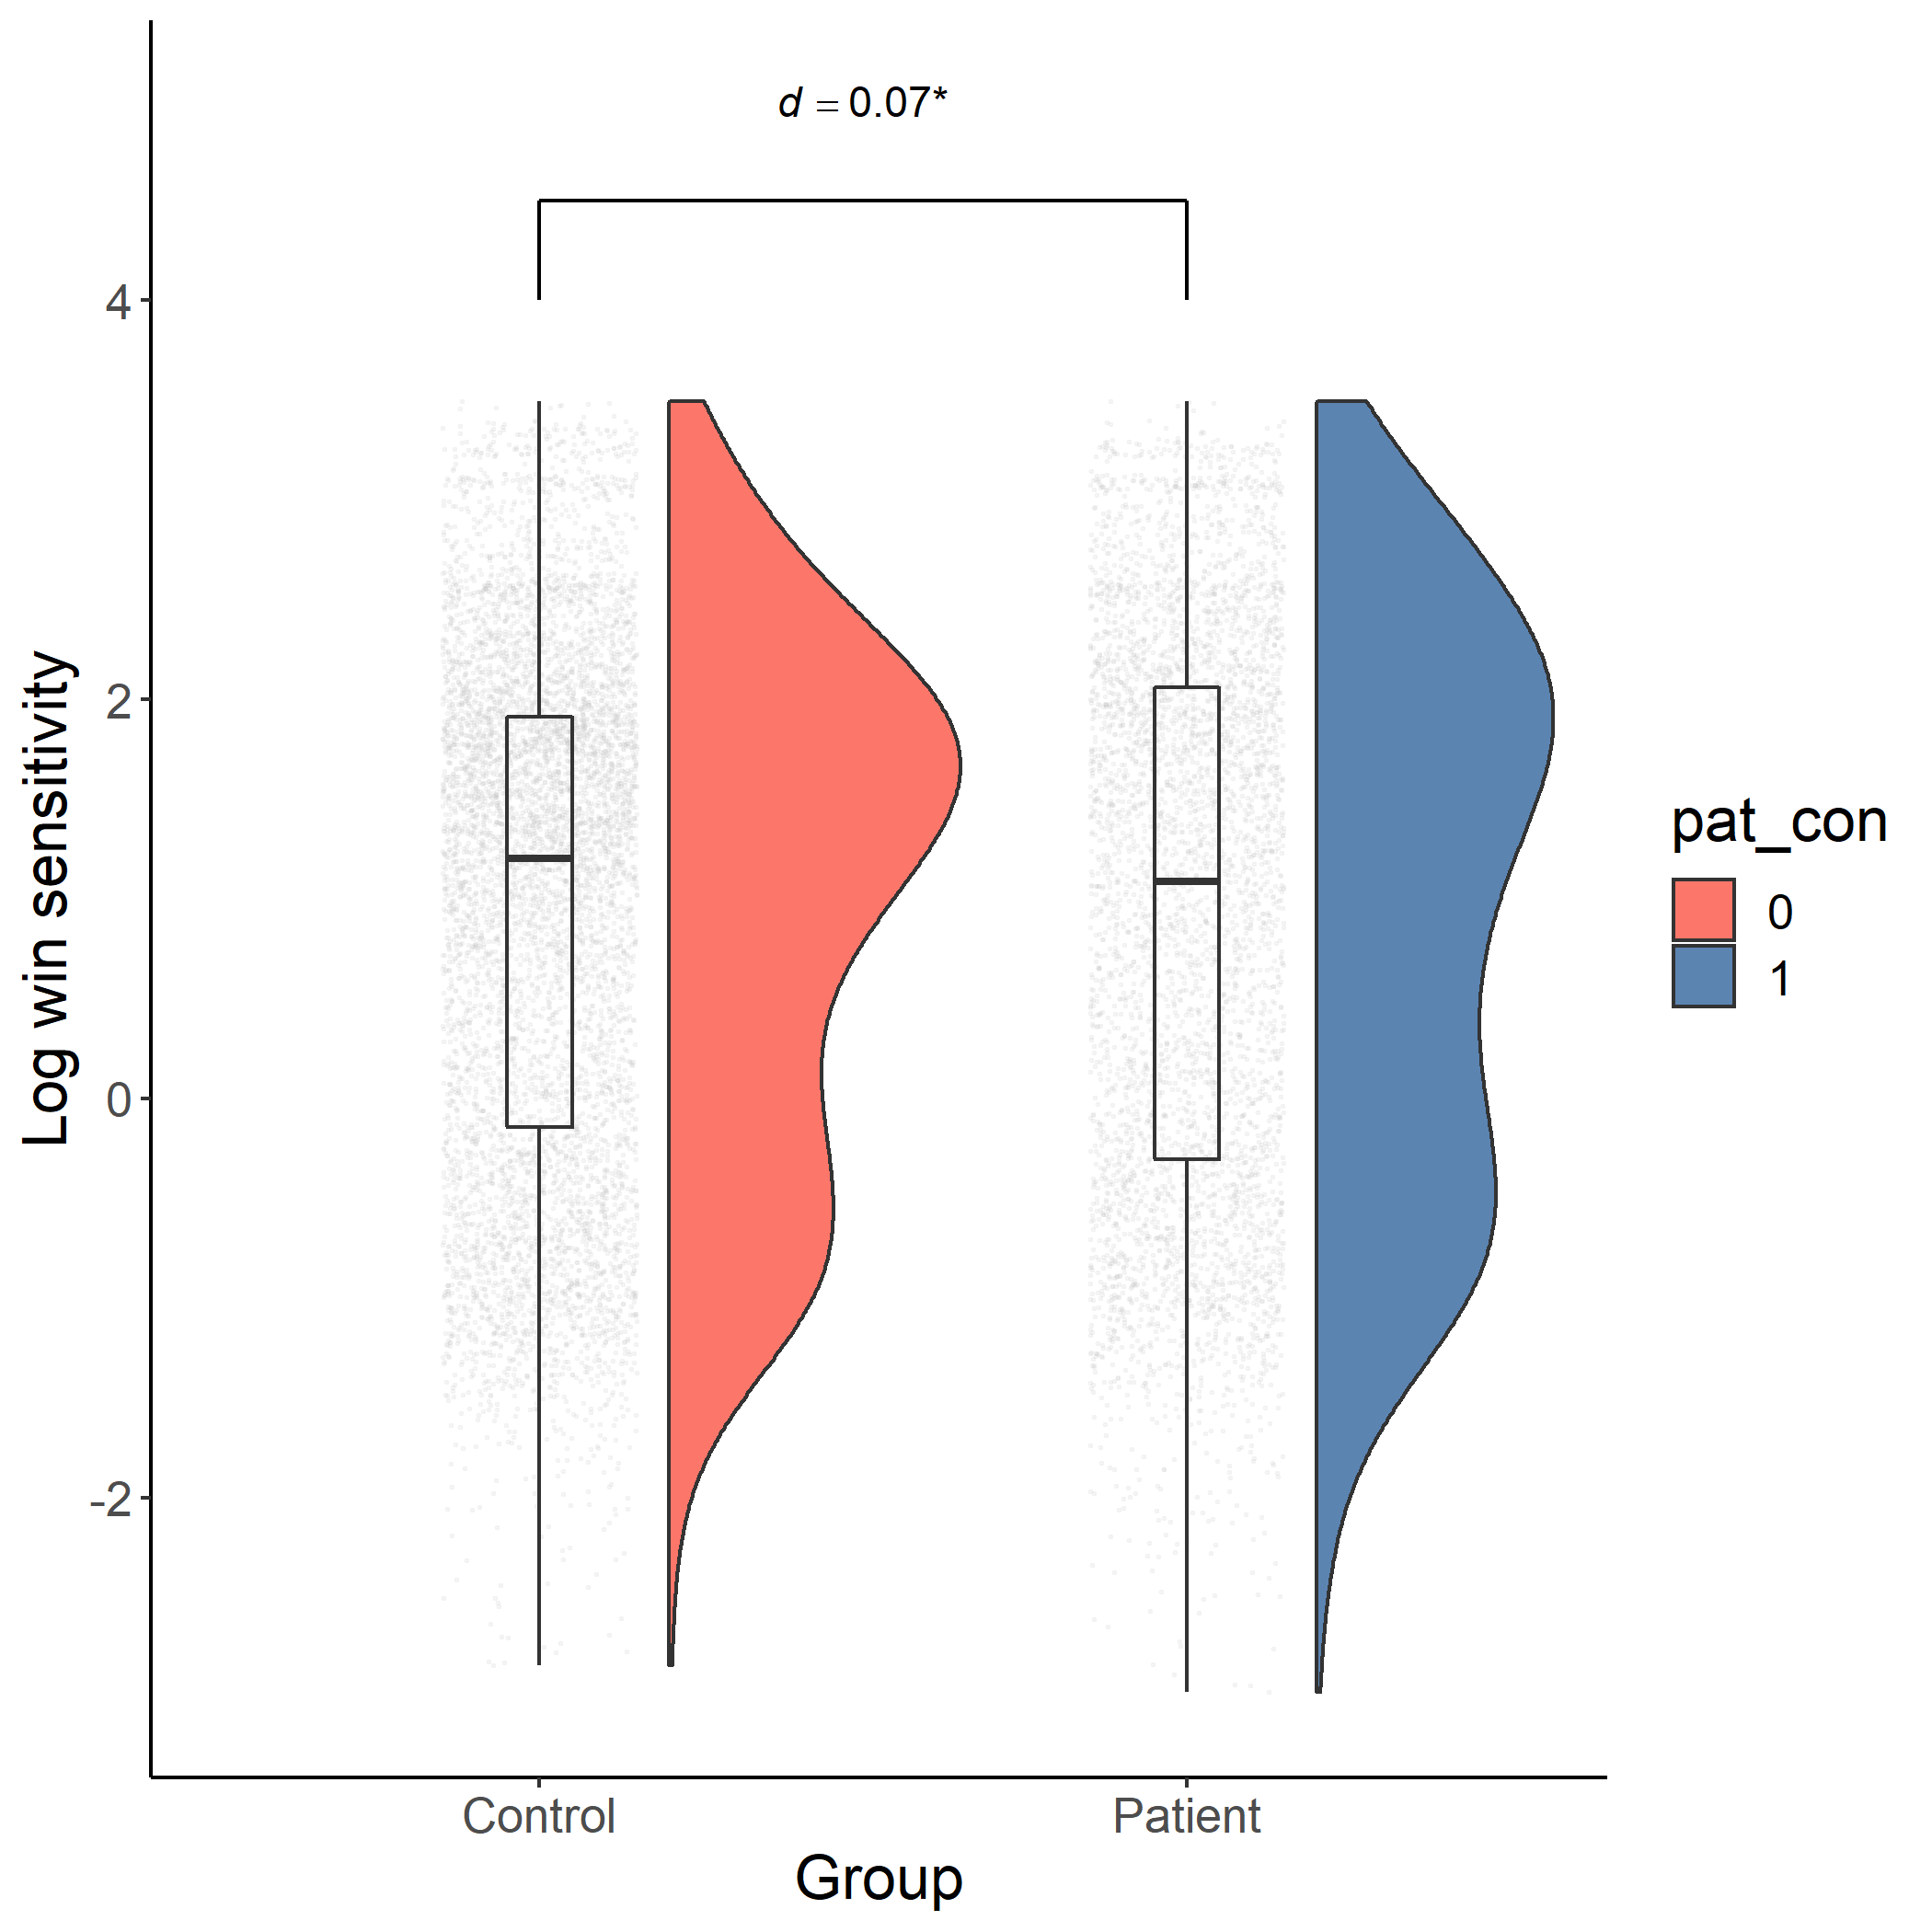 d = 0.07*
4
2
0
-2
Log win sensitivity
Control
Patient
Group
pat_con
0
1